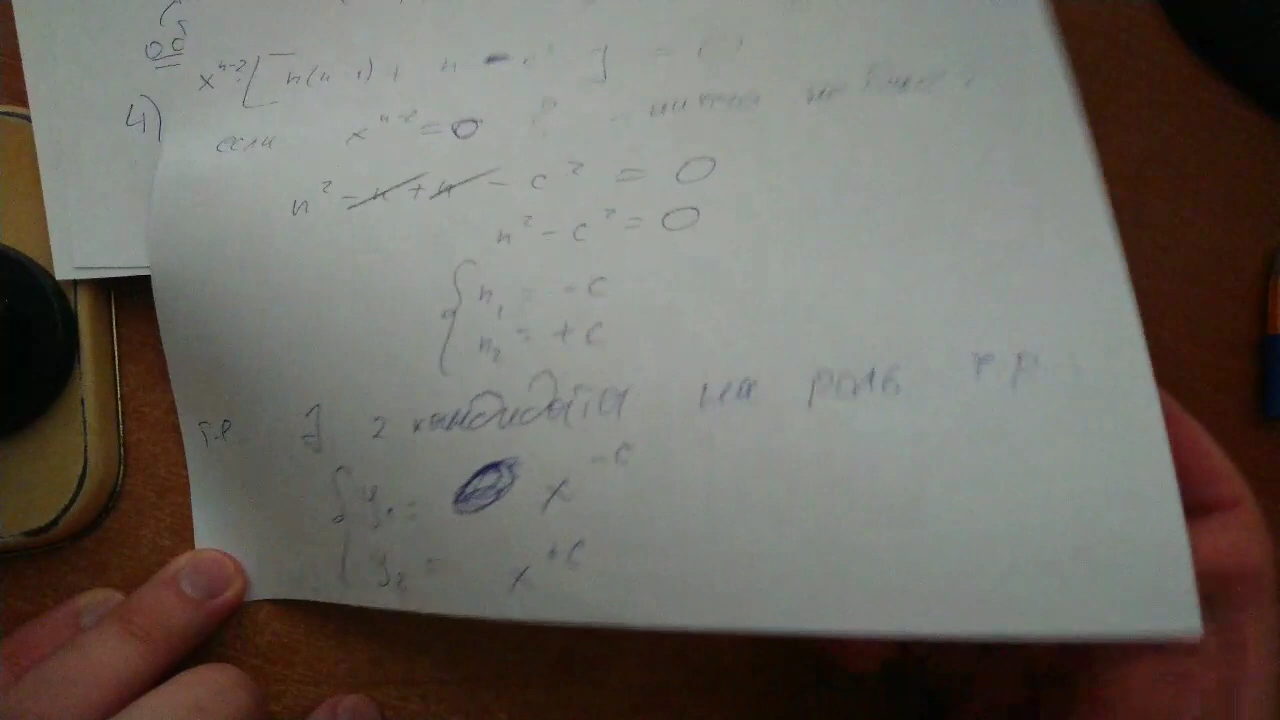 об
4) x^{n-2} [ n(n-1) + n - ] = 0
если x^{n-2} = 0 ?
n² - n + n - c² = 0
n² - c² = 0
{ n₁ = -c
n₂ = +c
т.е ∃ 2 кандидата на роль ч р
{ y₁ = x^{-c}
y₂ = x^{+c}